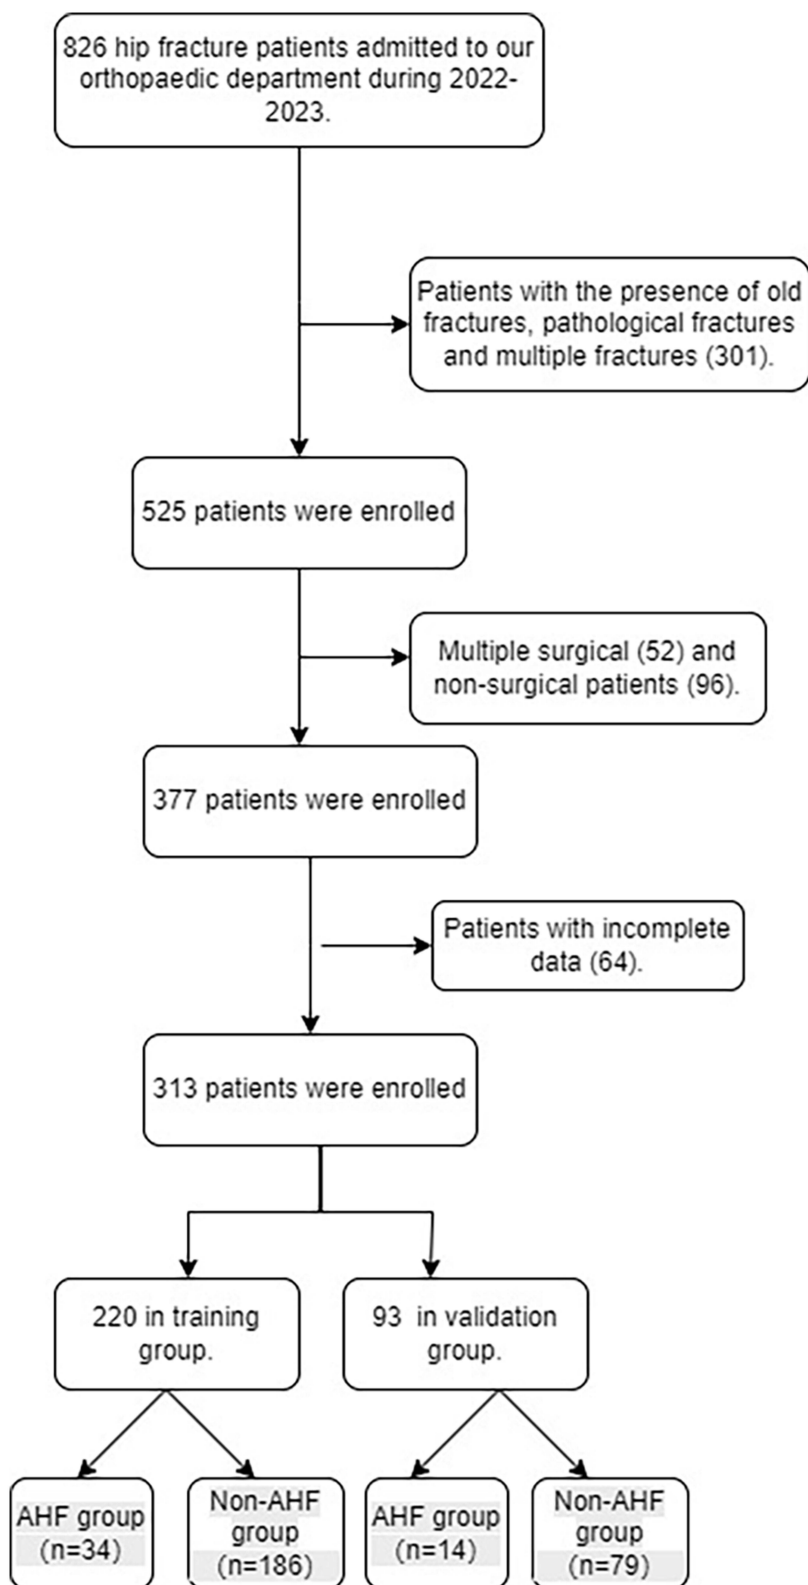 826 hip fracture patients admitted to our
orthopaedic department during 2022-
2023.
Patients with the presence of old
fractures, pathological fractures
and multiple fractures (301).
525 patients were enrolled
Multiple surgical (52) and
non-surgical patients (96).
377 patients were enrolled
Patients with incomplete
data (64).
313 patients were enrolled
220 in training
group.
93 in validation
group.
AHF group
(n=34)
Non-AHF
group
(n=186)
AHF group
(n=14)
Non-AHF
group
(n=79)